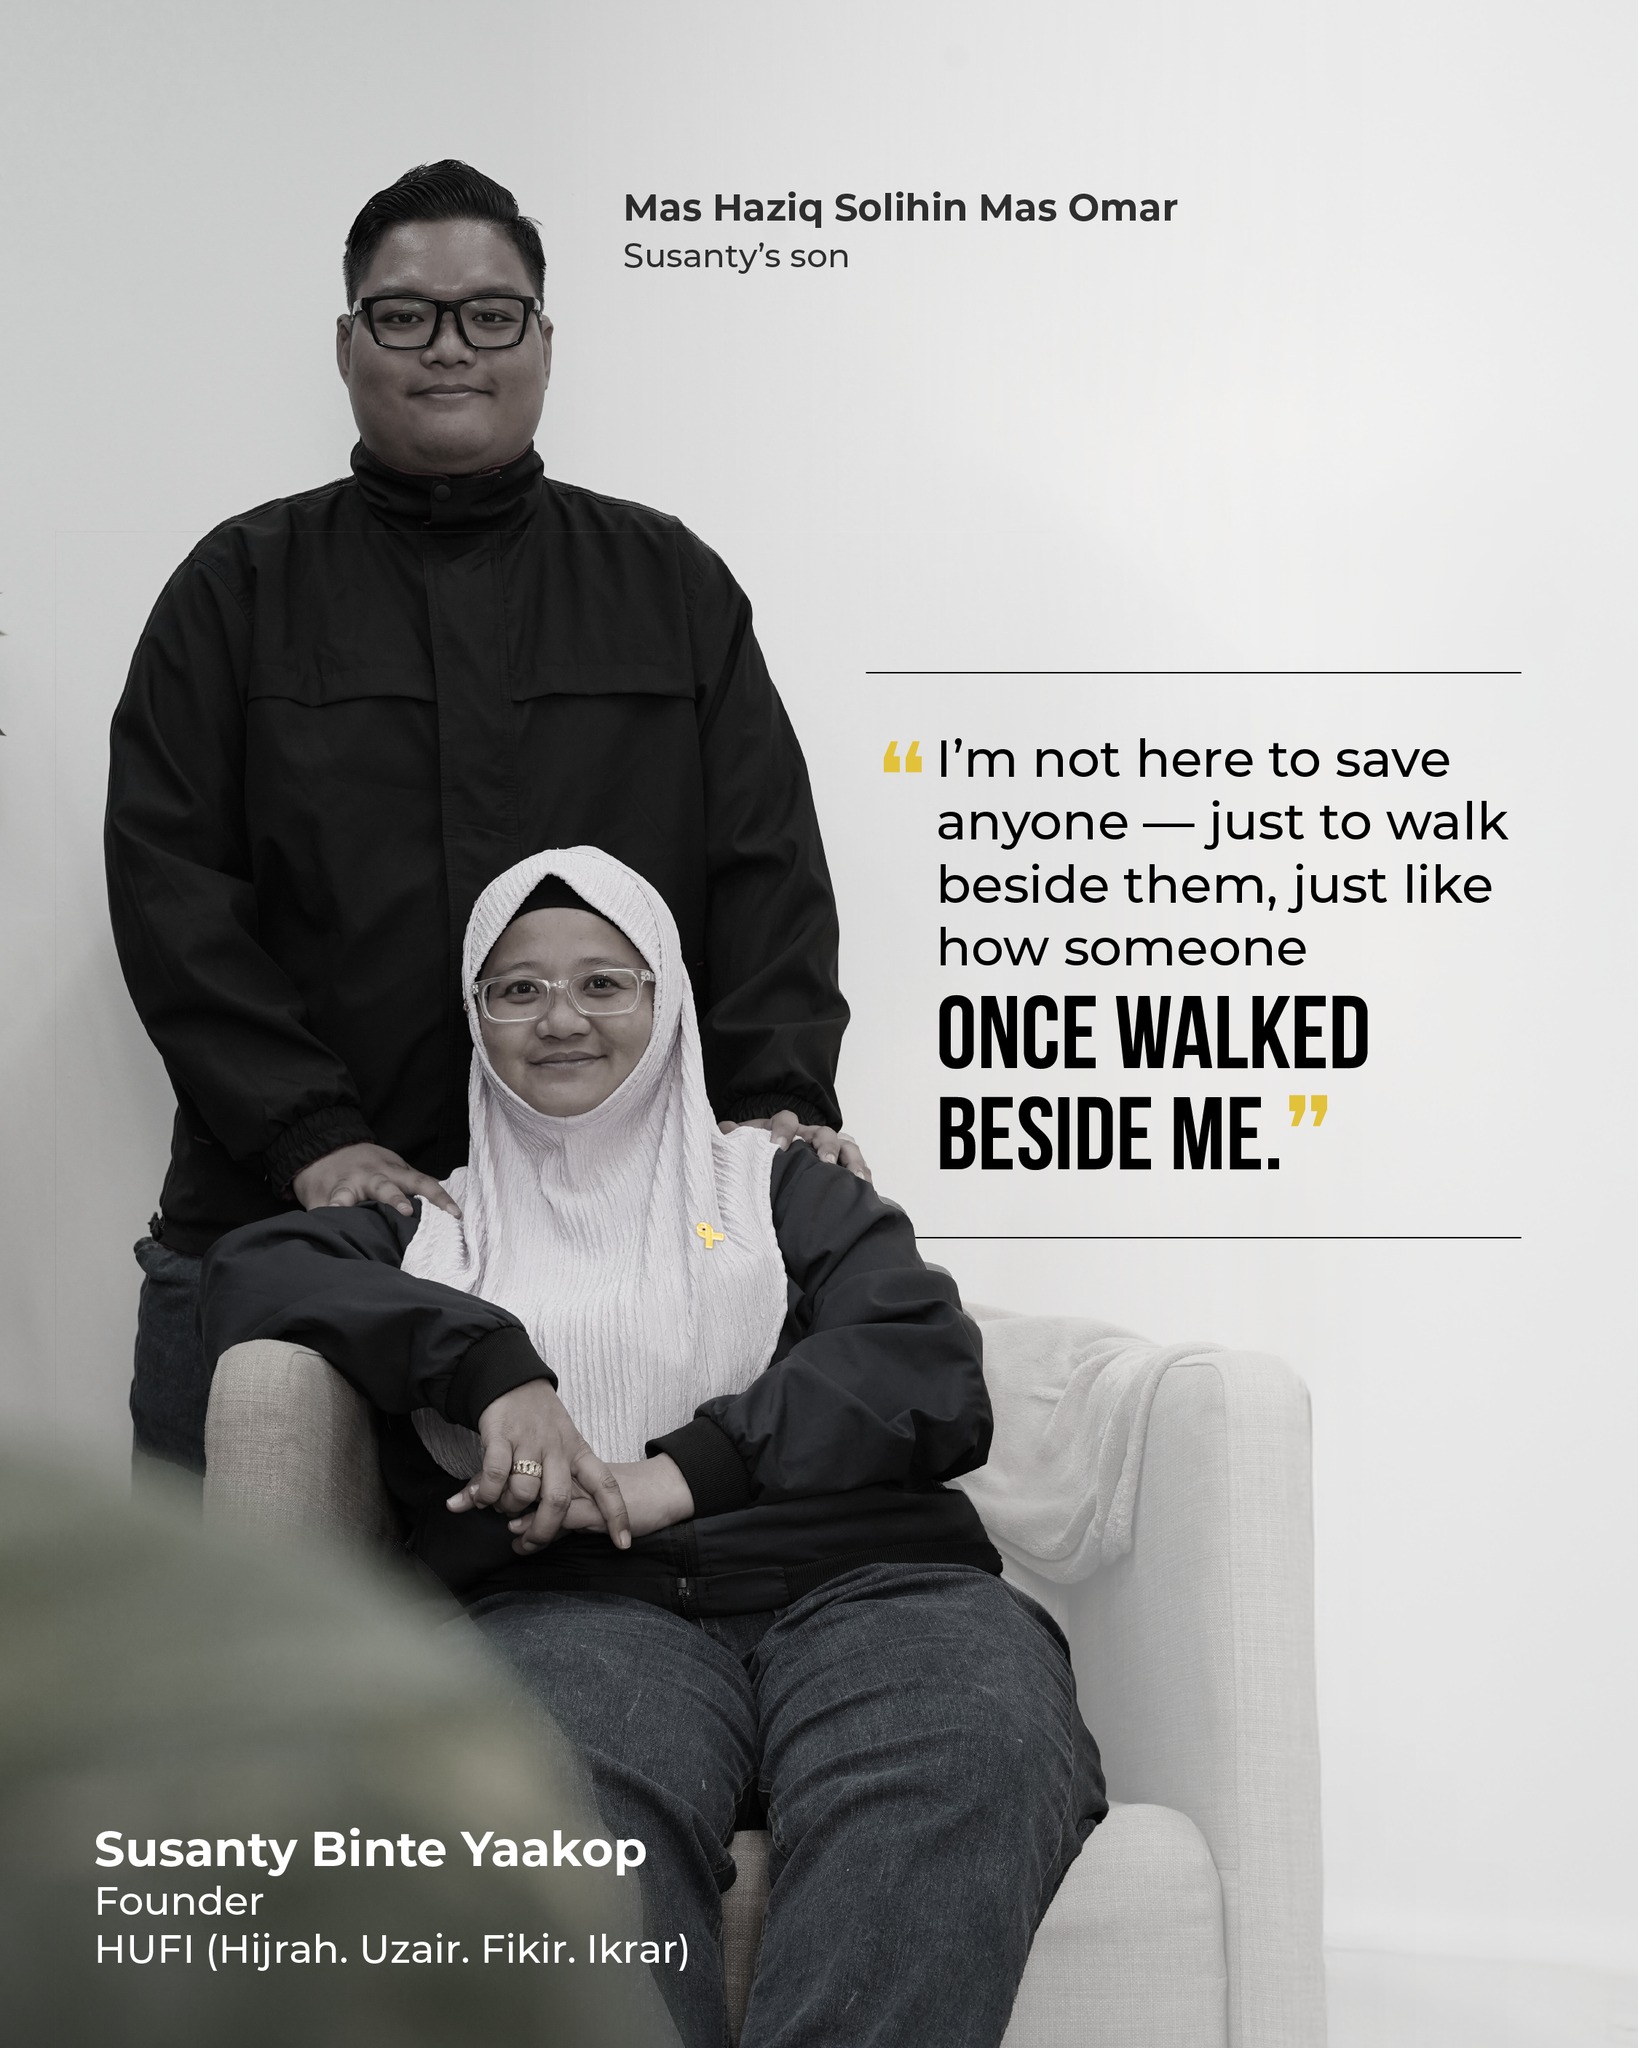 Mas Haziq Solihin Mas Omar
Susanty’s son
“I’m not here to save
anyone — just to walk
beside them, just like
how someone
ONCE WALKED
BESIDE ME.”
Susanty Binte Yaakop
Founder
HUFI (Hijrah. Uzair. Fikir. Ikrar)